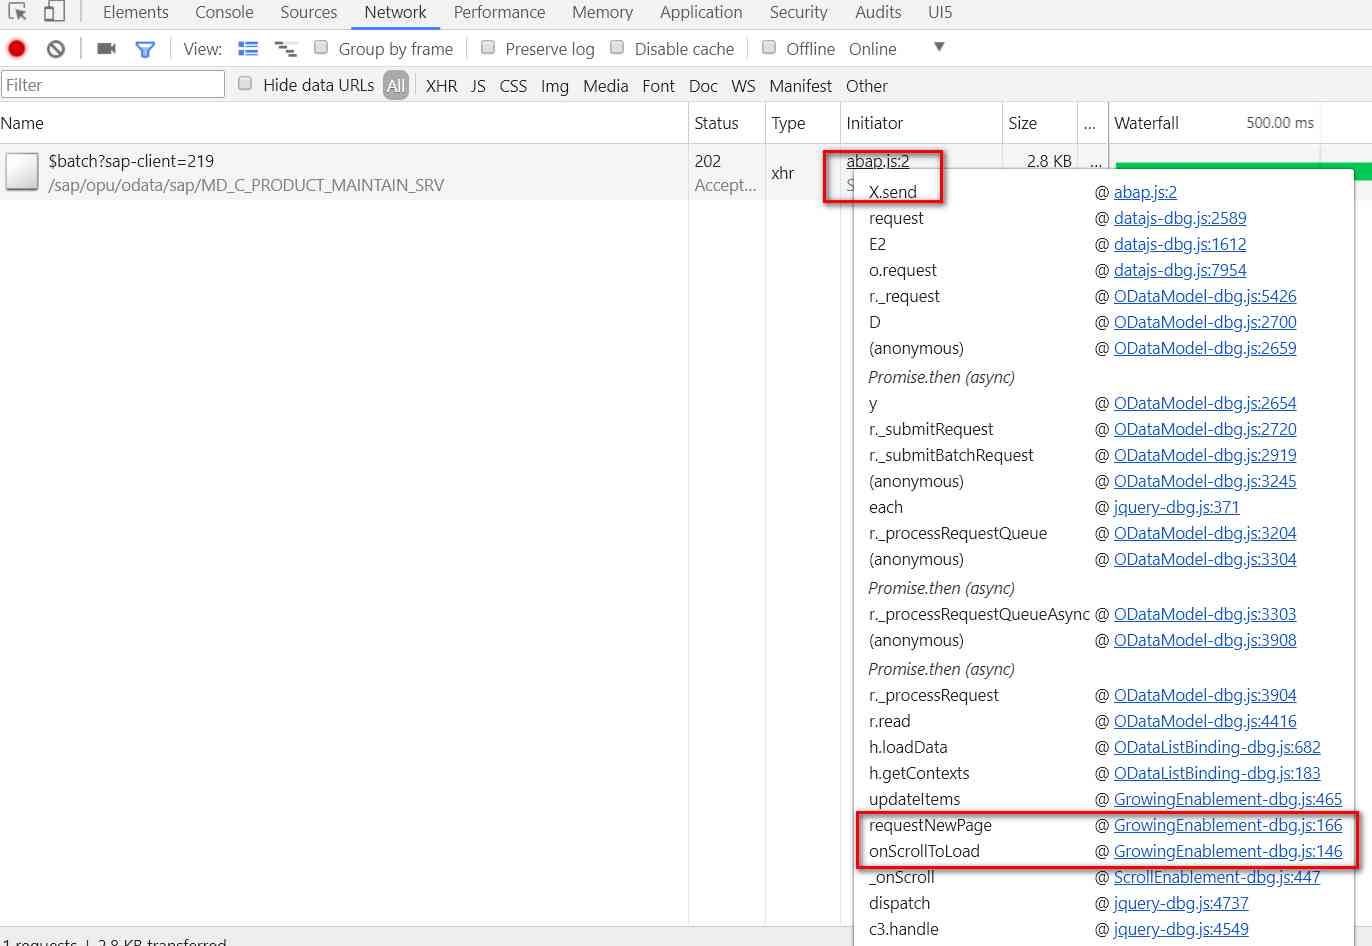 Elements Console Sources Network Performance Memory Application Security Audits UI5
View: Group by frame Preserve log Disable cache Offline Online
Filter Hide data URLs All XHR JS CSS Img Media Font Doc WS Manifest Other
Name Status Type Initiator Size ... Waterfall 500.00 ms
$batch?sap-client=219 202 xhr abap.js:2 2.8 KB ...
/sap/opu/odata/sap/MD_C_PRODUCT_MAINTAIN_SRV Accept...
X.send @ abap.js:2
request @ datajs-dbg.js:2589
E2 @ datajs-dbg.js:1612
o.request @ datajs-dbg.js:7954
r._request @ ODataModel-dbg.js:5426
D @ ODataModel-dbg.js:2700
(anonymous) @ ODataModel-dbg.js:2659
Promise.then (async)
y @ ODataModel-dbg.js:2654
r._submitRequest @ ODataModel-dbg.js:2720
r._submitBatchRequest @ ODataModel-dbg.js:2919
(anonymous) @ ODataModel-dbg.js:3245
each @ jquery-dbg.js:371
r._processRequestQueue @ ODataModel-dbg.js:3204
(anonymous) @ ODataModel-dbg.js:3304
Promise.then (async)
r._processRequestQueueAsync @ ODataModel-dbg.js:3303
(anonymous) @ ODataModel-dbg.js:3908
Promise.then (async)
r._processRequest @ ODataModel-dbg.js:3904
r.read @ ODataModel-dbg.js:4416
h.loadData @ ODataListBinding-dbg.js:682
h.getContexts @ ODataListBinding-dbg.js:183
updateItems @ GrowingEnablement-dbg.js:465
requestNewPage @ GrowingEnablement-dbg.js:166
onScrollToLoad @ GrowingEnablement-dbg.js:146
_onScroll @ ScrollEnablement-dbg.js:447
dispatch @ jquery-dbg.js:4737
c3.handle @ jquery-dbg.js:4549
1 requests | 2.8 KB transferred